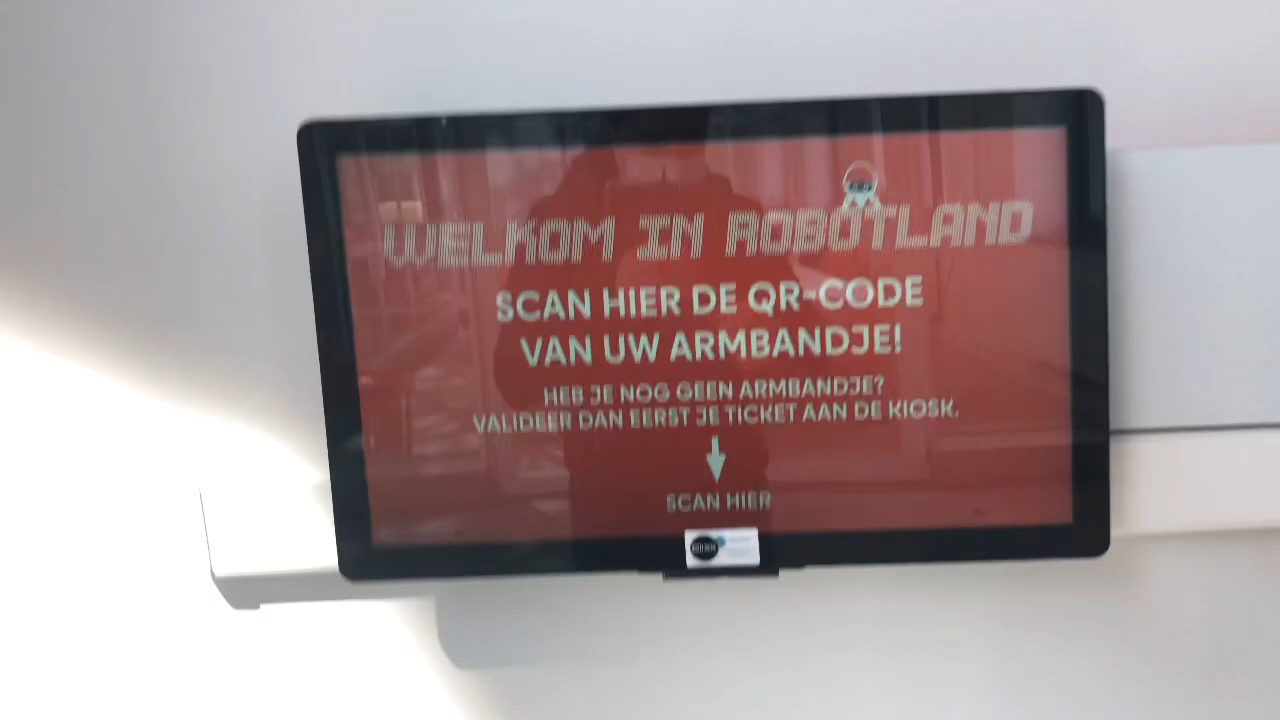 WELKOM IN ROBOTLAND
SCAN HIER DE QR-CODE
VAN UW ARMBANDJE!
HEB JE NOG GEEN ARMBANDJE?
VALIDEER DAN EERST JE TICKET AAN DE KIOSK.
SCAN HIER